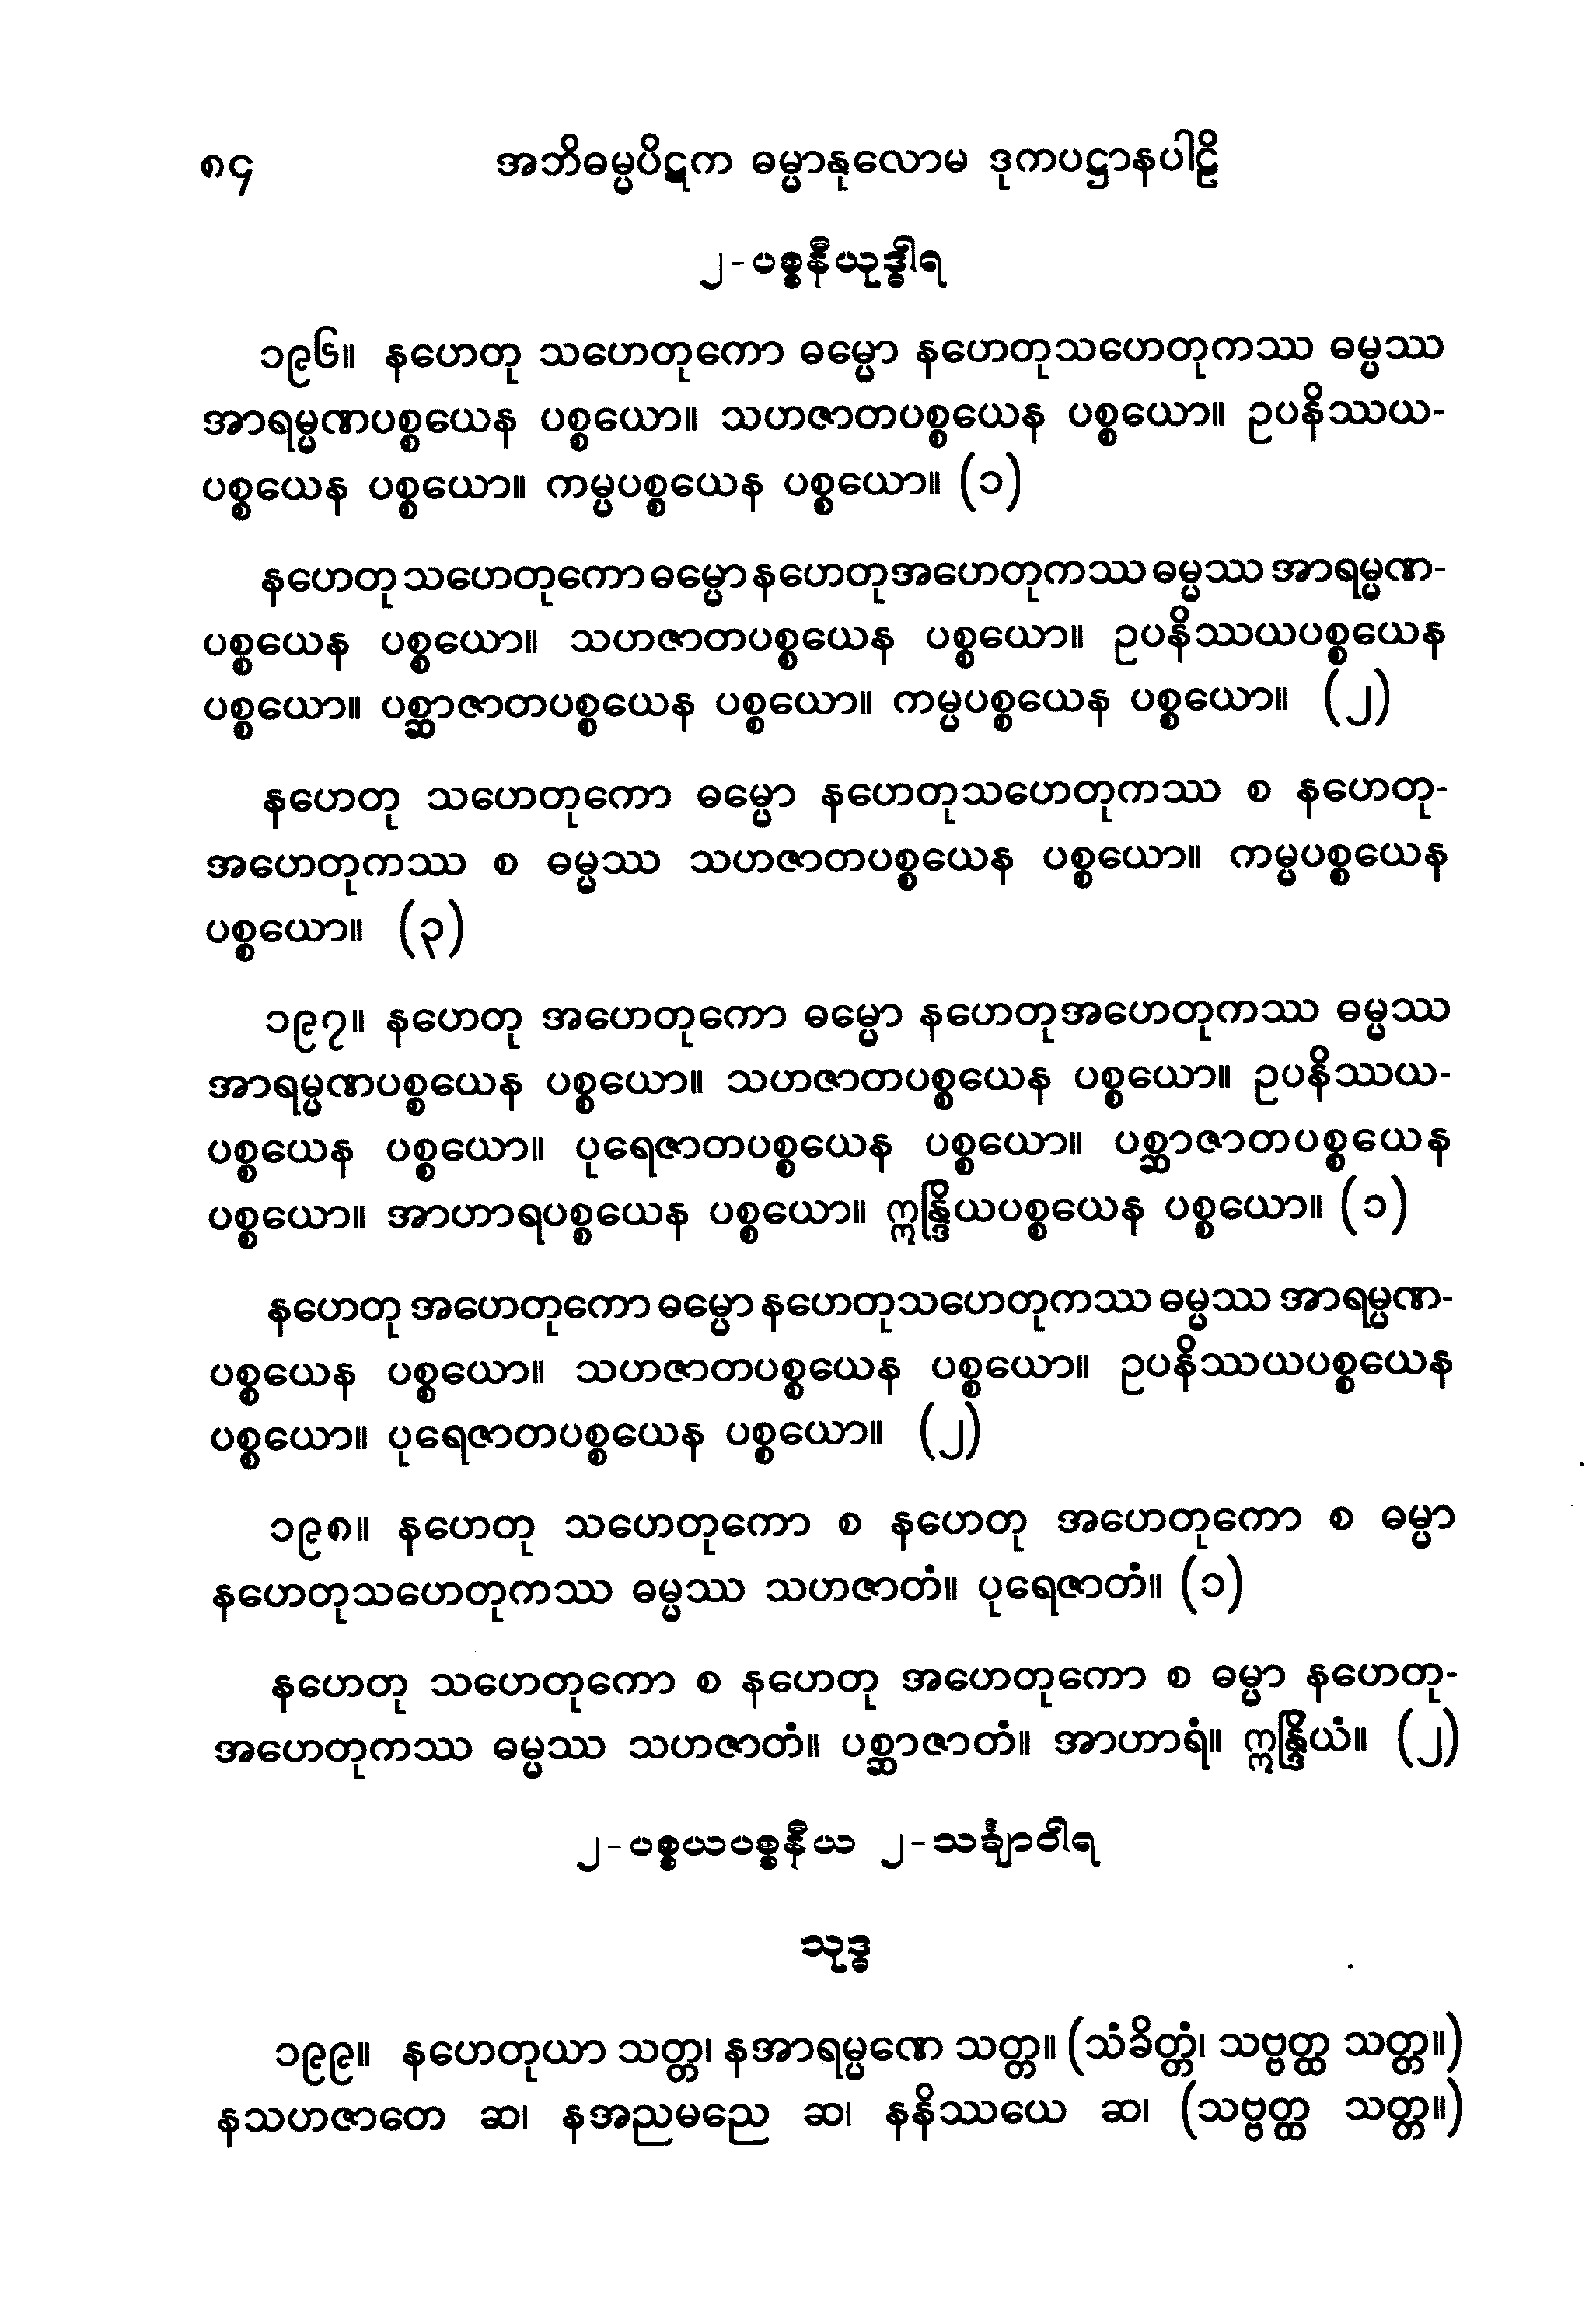 ၈၄ အဘိဓမ္မပိဋက ဓမ္မာနုလောမ ဒုကပဋ္ဌာနပါဠိ
၂-ပစ္စနီယုဒ္ဓါရ
၁၉၆။ နဟေတု သဟေတုကော ဓမ္မော နဟေတုသဟေတုကဿ ဓမ္မဿ
အာရမ္မဏပစ္စယေန ပစ္စယော။ သဟဇာတပစ္စယေန ပစ္စယော။ ဥပနိဿယ-
ပစ္စယေန ပစ္စယော။ ကမ္မပစ္စယေန ပစ္စယော။ (၁)
နဟေတု သဟေတုကော ဓမ္မော နဟေတုအဟေတုကဿ ဓမ္မဿ အာရမ္မဏ-
ပစ္စယေန ပစ္စယော။ သဟဇာတပစ္စယေန ပစ္စယော။ ဥပနိဿယပစ္စယေန
ပစ္စယော။ ပစ္ဆာဇာတပစ္စယေန ပစ္စယော။ ကမ္မပစ္စယေန ပစ္စယော။ (၂)
နဟေတု သဟေတုကော ဓမ္မော နဟေတုသဟေတုကဿ စ နဟေတု-
အဟေတုကဿ စ ဓမ္မဿ သဟဇာတပစ္စယေန ပစ္စယော။ ကမ္မပစ္စယေန
ပစ္စယော။ (၃)
၁၉၇။ နဟေတု အဟေတုကော ဓမ္မော နဟေတုအဟေတုကဿ ဓမ္မဿ
အာရမ္မဏပစ္စယေန ပစ္စယော။ သဟဇာတပစ္စယေန ပစ္စယော။ ဥပနိဿယ-
ပစ္စယေန ပစ္စယော။ ပုရေဇာတပစ္စယေန ပစ္စယော။ ပစ္ဆာဇာတပစ္စယေန
ပစ္စယော။ အာဟာရပစ္စယေန ပစ္စယော။ ဣန္ဒြိယပစ္စယေန ပစ္စယော။ (၁)
နဟေတု အဟေတုကော ဓမ္မော နဟေတုသဟေတုကဿ ဓမ္မဿ အာရမ္မဏ-
ပစ္စယေန ပစ္စယော။ သဟဇာတပစ္စယေန ပစ္စယော။ ဥပနိဿယပစ္စယေန
ပစ္စယော။ ပုရေဇာတပစ္စယေန ပစ္စယော။ (၂)
၁၉၈။ နဟေတု သဟေတုကော စ နဟေတု အဟေတုကော စ ဓမ္မာ
နဟေတုသဟေတုကဿ ဓမ္မဿ သဟဇာတံ။ ပုရေဇာတံ။ (၁)
နဟေတု သဟေတုကော စ နဟေတု အဟေတုကော စ ဓမ္မာ နဟေတု-
အဟေတုကဿ ဓမ္မဿ သဟဇာတံ။ ပစ္ဆာဇာတံ။ အာဟာရံ။ ဣန္ဒြိယံ။ (၂)
၂-ပစ္စယပစ္စနီယ ၂-သင်္ချာဝါရ
သုဒ္ဓ
၁၉၉။ နဟေတုယာ သတ္တ၊ နအာရမ္မဏေ သတ္တ။ (သံခိတ္တံ၊ သဗ္ဗတ္ထ သတ္တ။)
နသဟဇာတေ ဆ၊ နအညမညေ ဆ၊ နနိဿယေ ဆ၊ (သဗ္ဗတ္ထ သတ္တ။)